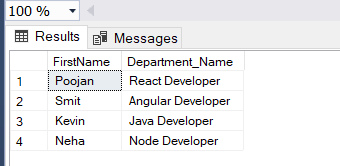 100 %
Results Messages
FirstName Department_Name
1 Poojan React Developer
2 Smit Angular Developer
3 Kevin Java Developer
4 Neha Node Developer